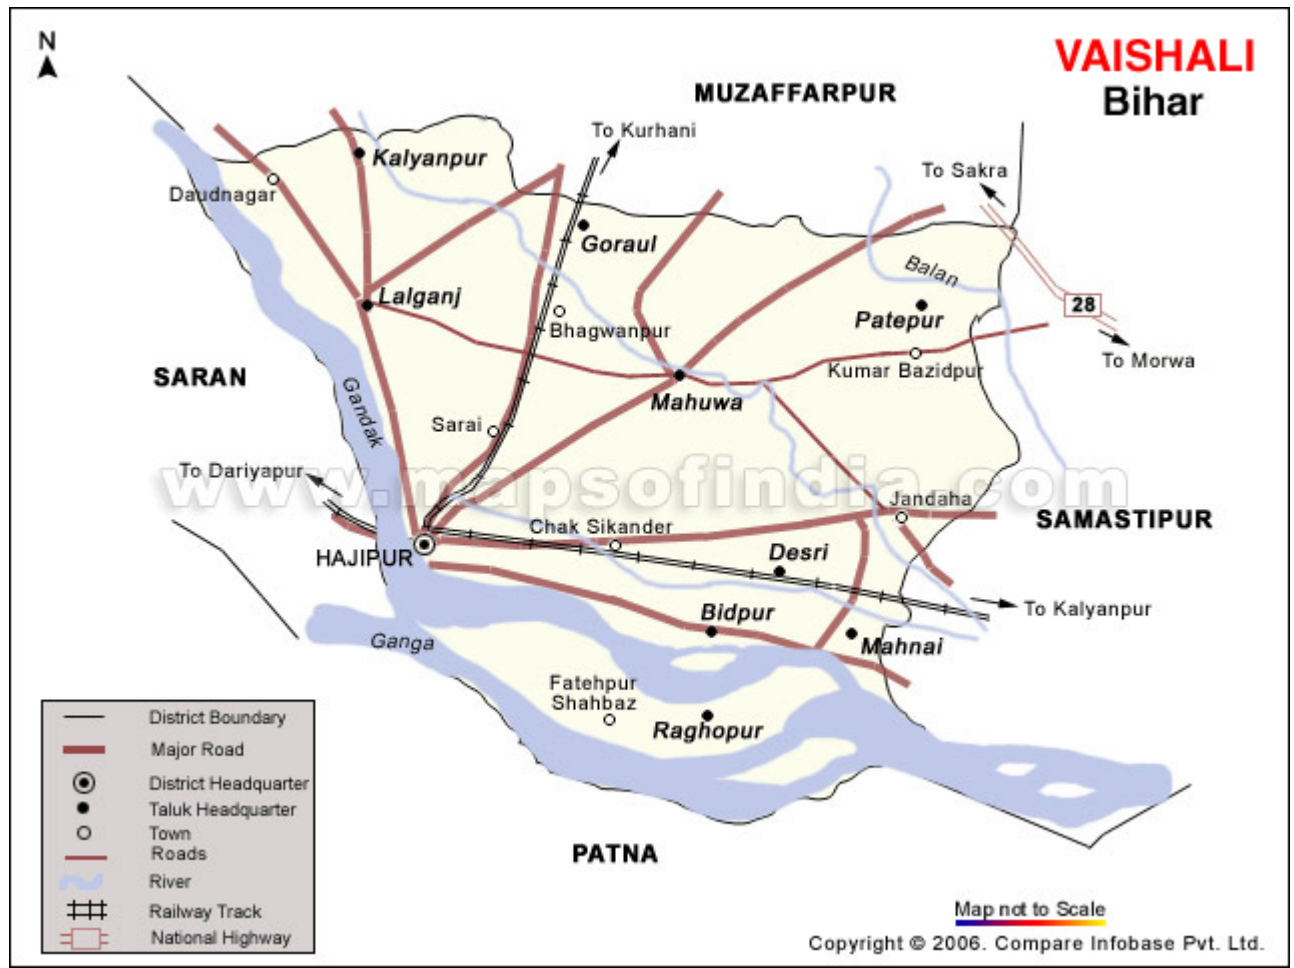 N
VAISHALI
Bihar
MUZAFFARPUR
To Kurhani
Kalyanpur
To Sakra
Daudnagar
Goraul
Balan
Lalganj
28
Patepur
Bhagwanpur
To Morwa
Kumar Bazidpur
SARAN
Mahuwa
Gandak
Sarai
To Dariyapur
www.mapsofindia.com
Jandaha
SAMASTIPUR
Chak Sikander
HAJIPUR
Desri
To Kalyanpur
Bidpur
Ganga
Mahnai
Fatehpur
Shahbaz
Raghopur
PATNA
District Boundary
Major Road
District Headquarter
Taluk Headquarter
Town
Roads
River
Railway Track
National Highway
Map not to Scale
Copyright © 2006. Compare Infobase Pvt. Ltd.